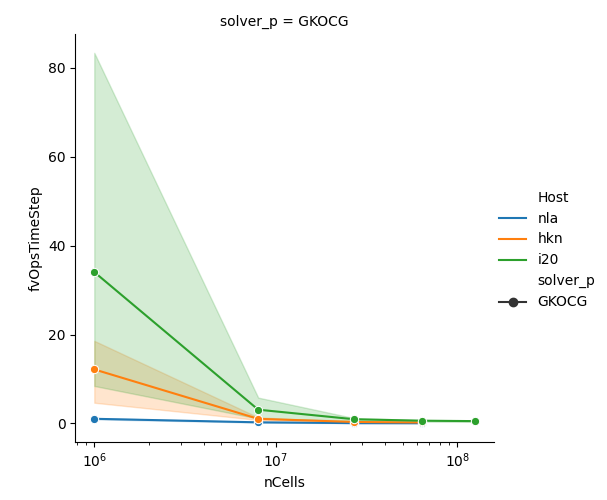 solver_p = GKOCG
fvOpsTimeStep
80
60
40
20
0
10^6
10^7
10^8
nCells
Host
nla
hkn
i20
solver_p
GKOCG